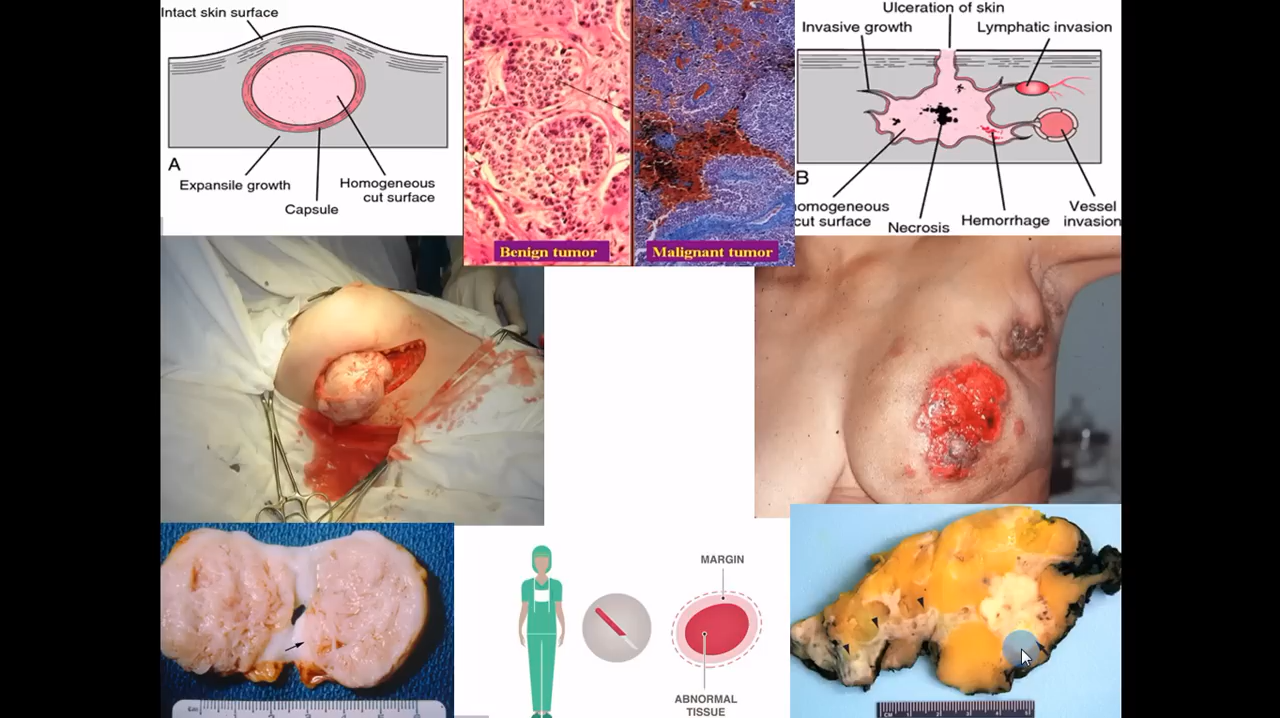 Intact skin surface
Expansile growth
Capsule
Homogeneous
cut surface
A
Benign tumor
Malignant tumor
Ulceration of skin
Invasive growth
Lymphatic invasion
B
omogeneous
cut surface
Necrosis
Hemorrhage
Vessel
invasion
MARGIN
ABNORMAL
TISSUE
CM